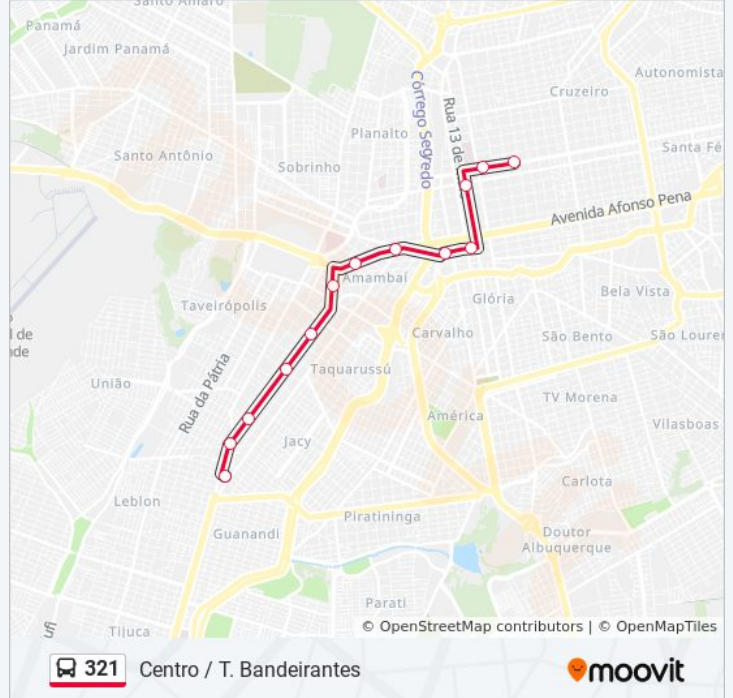 Santo Amaro
Panamá
Jardim Panamá
Autonomista
Cruzeiro
Córrego Segredo
Rua 13 de
Planalto
Santo Antônio
Sobrinho
Santa Fé
Avenida Afonso Pena
Amambaí
Bela Vista
Glória
Taveirópolis
l de
nde
Carvalho
São Bento
São Louren
Rua da Pátria
Taquarussú
União
TV Morena
América
Vilasboas
Jacy
Carlota
Leblon
Piratininga
Guanandi
Doutor
Albuquerque
Parati
Tijuca
© OpenStreetMap contributors | © OpenMapTiles
321 Centro / T. Bandeirantes
moovit